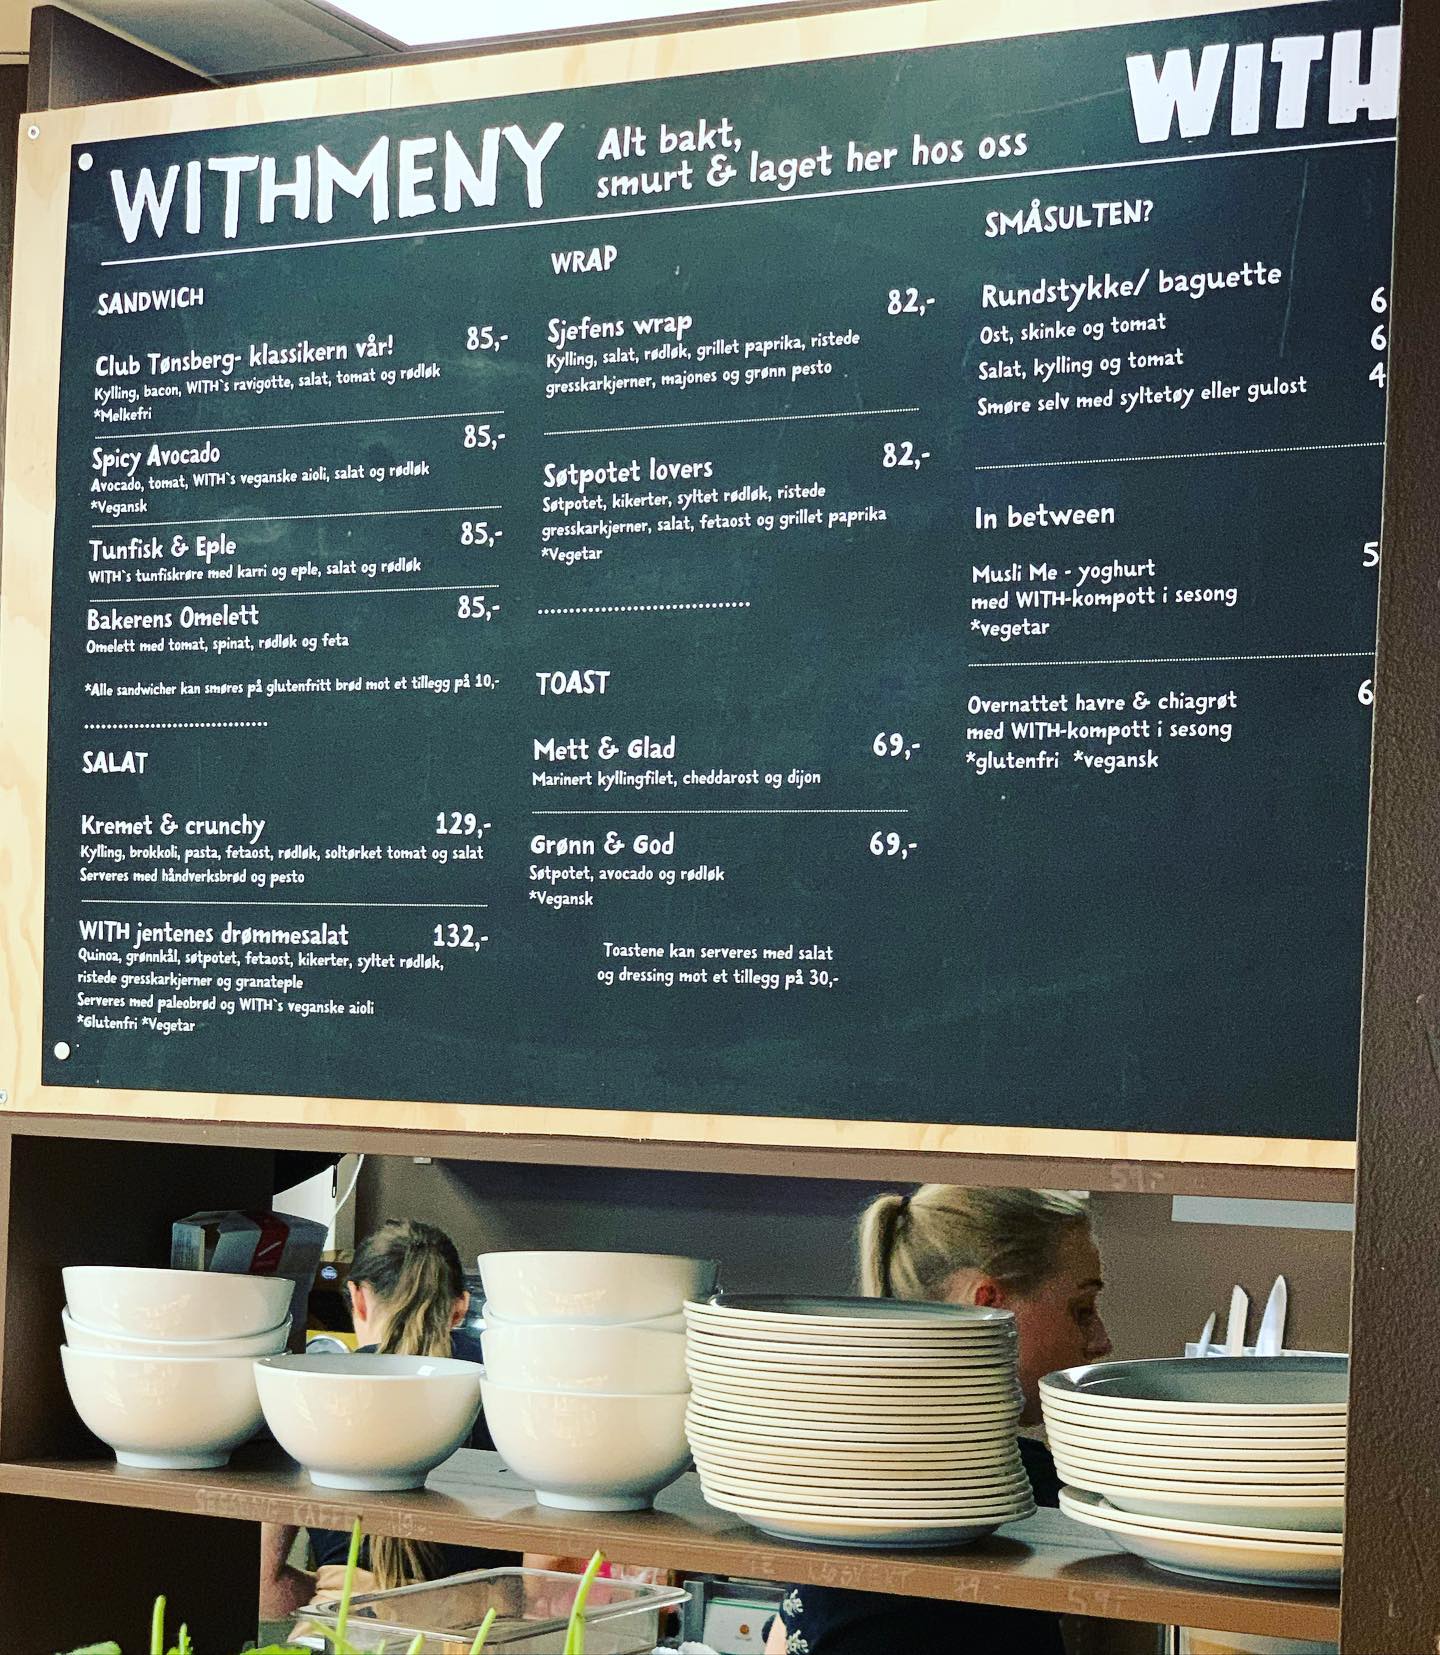 WITHMENY
Alt bakt,
smurt & laget her hos oss
WITH
SANDWICH
Club Tønsberg- klassikern vår! 85,-
Kylling, bacon, WITH`s ravigotte, salat, tomat og rødløk
*Melkefri
Spicy Avocado 85,-
Avocado, tomat, WITH`s veganske aioli, salat og rødløk
*Vegansk
Tunfisk & Eple 85,-
WITH`s tunfiskrøre med karri og eple, salat og rødløk
Bakerens Omelett 85,-
Omelett med tomat, spinat, rødløk og feta
*Alle sandwicher kan smøres på glutenfritt brød mot et tillegg på 10,-
SALAT
Kremet & crunchy 129,-
Kylling, brokkoli, pasta, fetaost, rødløk, soltørket tomat og salat
Serveres med håndverksbrød og pesto
WITH jentenes drømmesalat 132,-
Quinoa, grønnkål, søtpotet, fetaost, kikerter, syltet rødløk,
ristede gresskarkjerner og granateple
Serveres med paleobrød og WITH`s veganske aioli
*Glutenfri *Vegetar
WRAP
Sjefens wrap 82,-
Kylling, salat, rødløk, grillet paprika, ristede
gresskarkjerner, majones og grønn pesto
Søtpotet lovers 82,-
Søtpotet, kikerter, syltet rødløk, ristede
gresskarkjerner, salat, fetaost og grillet paprika
*Vegetar
TOAST
Mett & Glad 69,-
Marinert kyllingfilet, cheddarost og dijon
Grønn & God 69,-
Søtpotet, avocado og rødløk
*Vegansk
Toastene kan serveres med salat
og dressing mot et tillegg på 30,-
SMÅSULTEN?
Rundstykke/ baguette
Ost, skinke og tomat 6
Salat, kylling og tomat 6
Smøre selv med syltetøy eller gulost 4
In between
Musli Me - yoghurt 5
med WITH-kompott i sesong
*vegetar
Overnattet havre & chiagrøt 6
med WITH-kompott i sesong
*glutenfri *vegansk
59,-